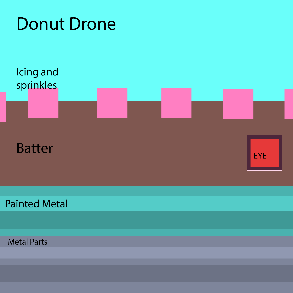 Donut Drone
Icing and
sprinkles
Batter
EYE
Painted Metal
Metal Parts